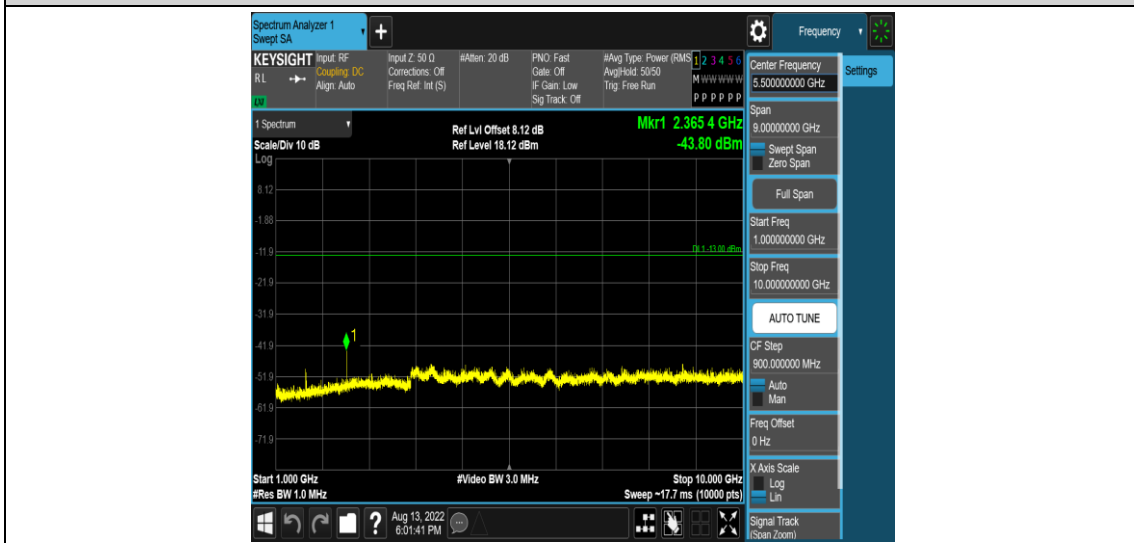 Spectrum Analyzer 1
Swept SA
+
Frequency
KEYSIGHT
RL
Input: RF
Coupling: DC
Align: Auto
Input Z: 50 Ω
Corrections: Off
Freq Ref: Int (S)
#Atten: 20 dB
PNO: Fast
Gate: Off
IF Gain: Low
Sig Track: Off
#Avg Type: Power (RMS
Avg|Hold: 50/50
Trig: Free Run
1 2 3 4 5 6
M W W W W W
P P P P P P
1 Spectrum
Scale/Div 10 dB
Ref Lvl Offset 8.12 dB
Ref Level 18.12 dBm
Mkr1 2.365 4 GHz
-43.80 dBm
Log
8.12
-1.88
-11.9
DL1 -13.00 dBm
-21.9
-31.9
1
-41.9
-51.9
-61.9
-71.9
Start 1.000 GHz
#Res BW 1.0 MHz
#Video BW 3.0 MHz
Stop 10.000 GHz
Sweep ~17.7 ms (10000 pts)
?
Aug 13, 2022
6:01:41 PM
Center Frequency
5.500000000 GHz
Settings
Span
9.00000000 GHz
Swept Span
Zero Span
Full Span
Start Freq
1.000000000 GHz
Stop Freq
10.000000000 GHz
AUTO TUNE
CF Step
900.000000 MHz
Auto
Man
Freq Offset
0 Hz
X Axis Scale
Log
Lin
Signal Track
(Span Zoom)